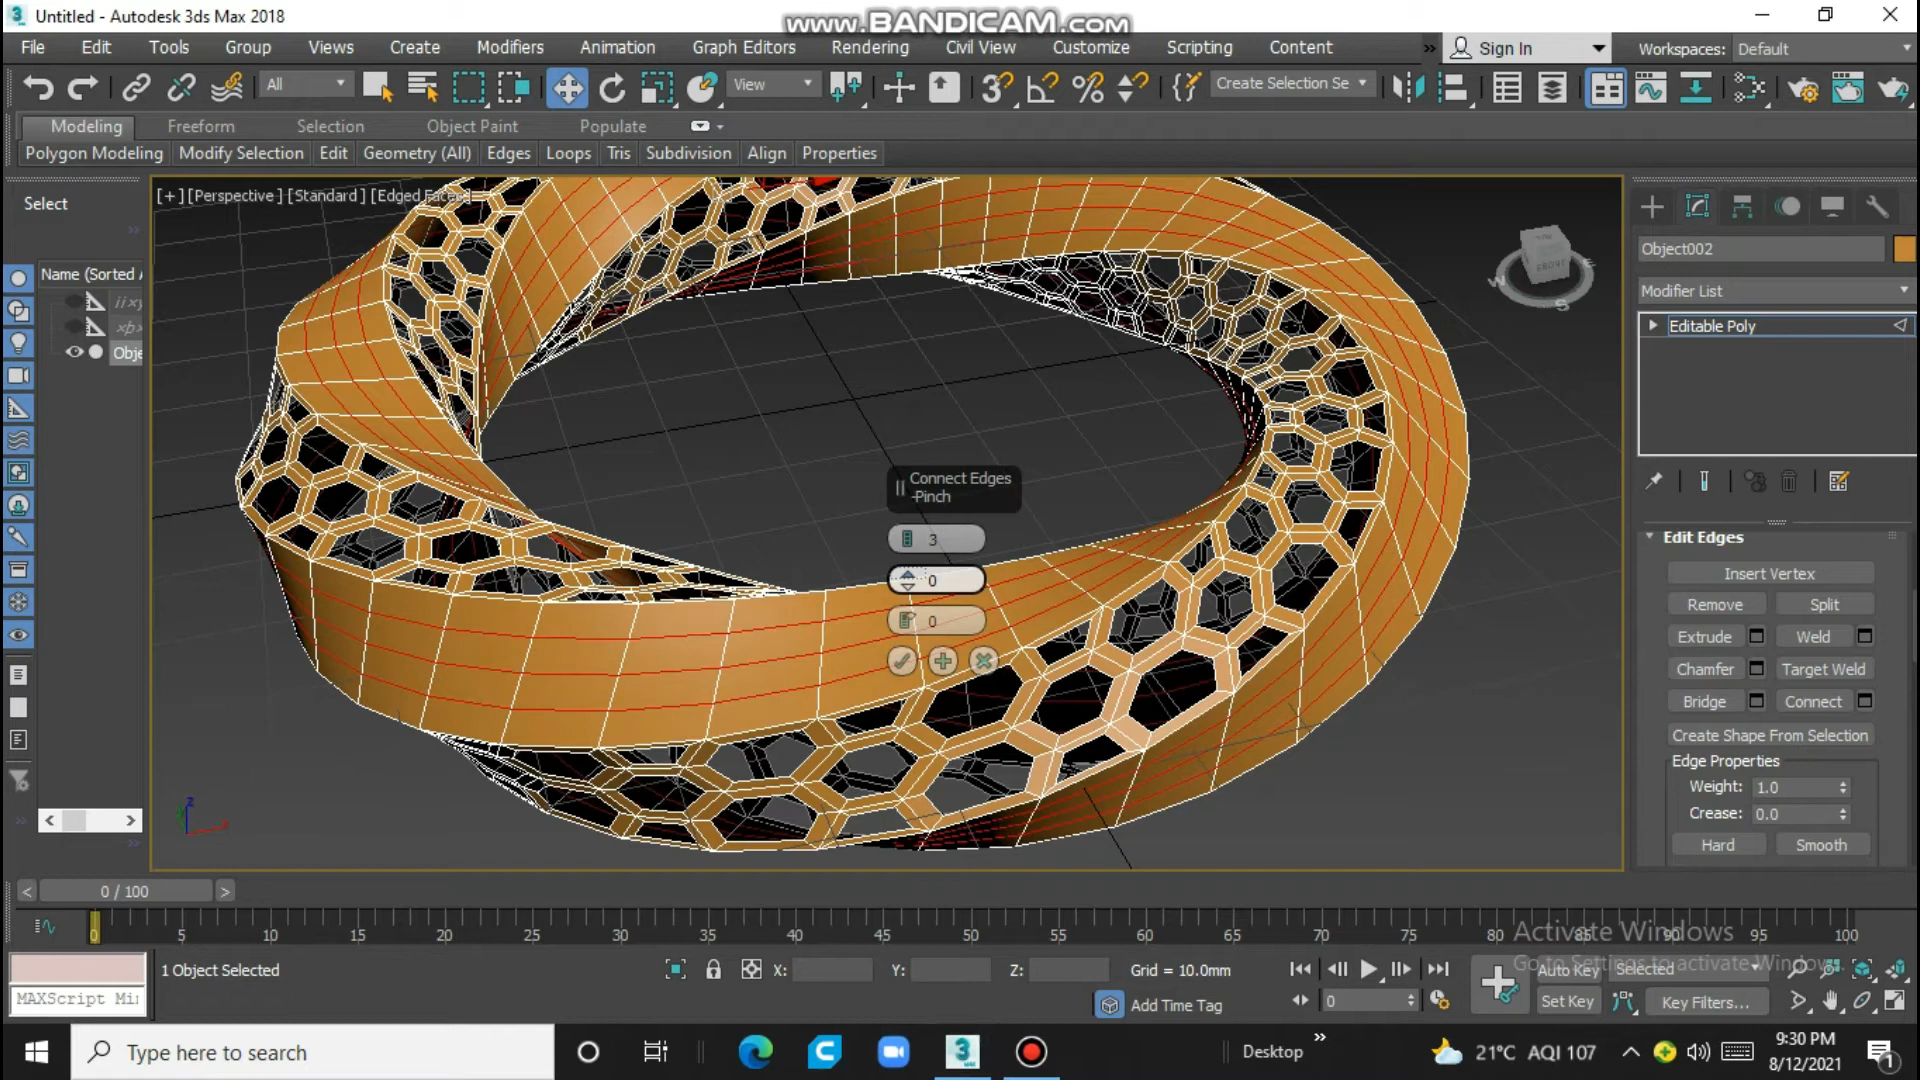 Untitled - Autodesk 3ds Max 2018
www.BANDICAM.com
File Edit Tools Group Views Create Modifiers Animation Graph Editors Rendering Civil View Customize Scripting Content
Sign In
Workspaces: Default
All
View
Create Selection Se
Modeling Freeform Selection Object Paint Populate
Polygon Modeling Modify Selection Edit Geometry (All) Edges Loops Tris Subdivision Align Properties
Select
[+] [Perspective] [Standard] [Edged Faces]
Name (Sorted A
Obje
Object002
Modifier List
Editable Poly
Connect Edges
-Pinch
3
0
0
Edit Edges
Insert Vertex
Remove Split
Extrude Weld
Chamfer Target Weld
Bridge Connect
Create Shape From Selection
Edge Properties
Weight: 1.0
Crease: 0.0
Hard Smooth
FRONT
W
S
z
< 0 / 100 >
0 5 10 15 20 25 30 35 40 45 50 55 60 65 70 75 80 85 90 95 100
Activate Windows
Go to Settings to activate Windows.
1 Object Selected
MAXScript Mi
X: Y: Z: Grid = 10.0mm
Add Time Tag
0
Auto Key Selected
Set Key Key Filters...
Type here to search
Desktop
21°C AQI 107
9:30 PM
8/12/2021
1